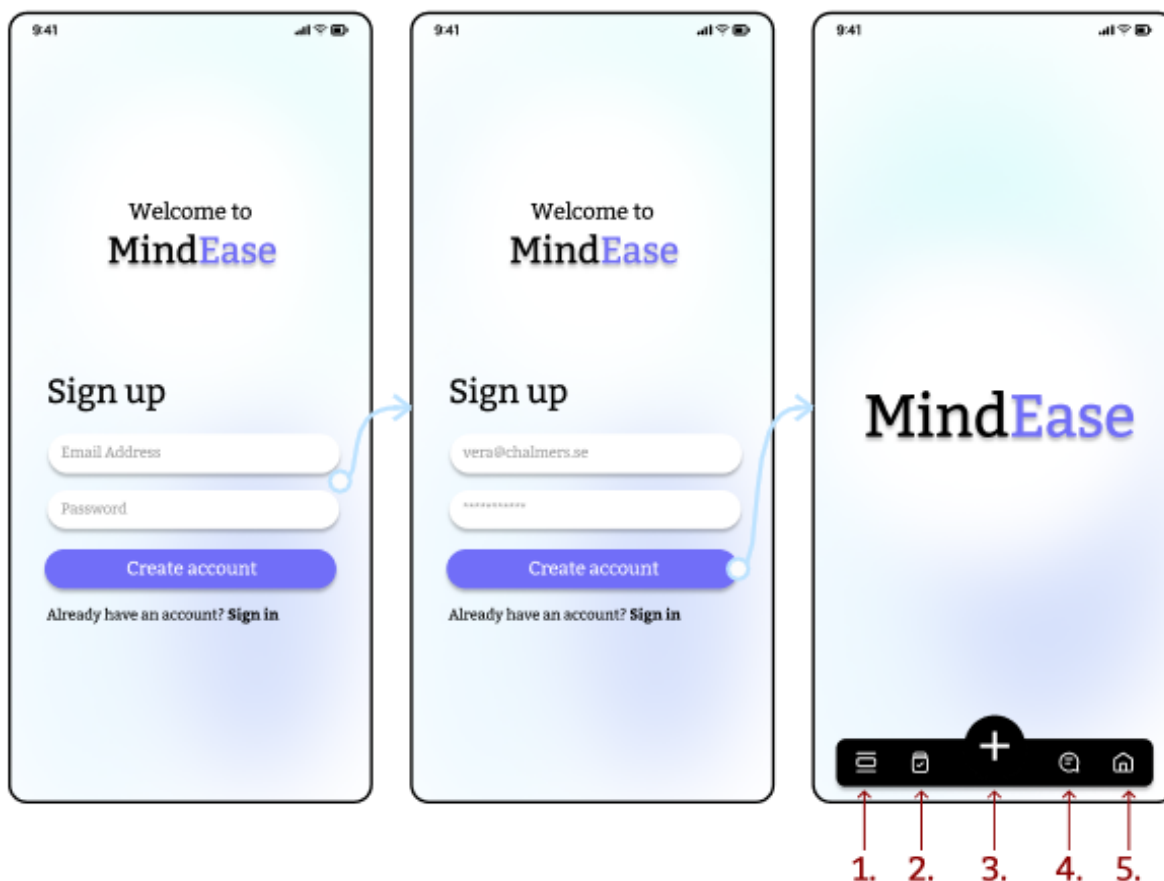 9:41
Welcome to
MindEase
Sign up
Email Address
Password
Create account
Already have an account? Sign in
9:41
Welcome to
MindEase
Sign up
vera@chalmers.se
***********
Create account
Already have an account? Sign in
9:41
MindEase
1. 2. 3. 4. 5.